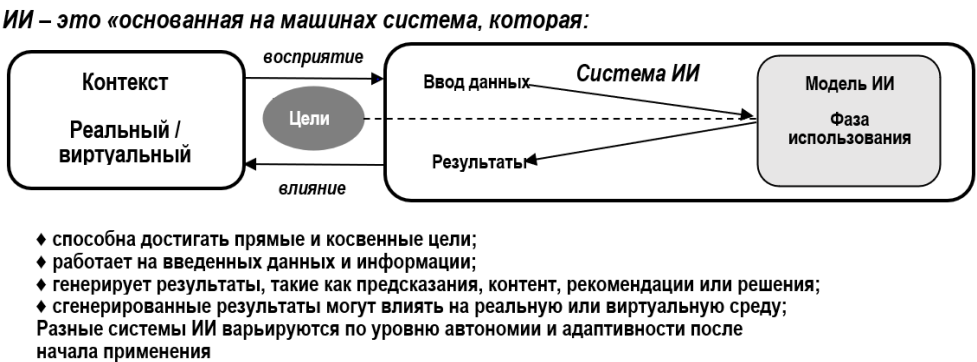 ИИ – это «основанная на машинах система, которая:
восприятие
Контекст
Реальный /
виртуальный
Цели
влияние
Ввод данных
Система ИИ
Результаты
Модель ИИ
Фаза
использования
♦ способна достигать прямые и косвенные цели;
♦ работает на введенных данных и информации;
♦ генерирует результаты, такие как предсказания, контент, рекомендации или решения;
♦ сгенерированные результаты могут влиять на реальную или виртуальную среду;
Разные системы ИИ варьируются по уровню автономии и адаптивности после
начала применения